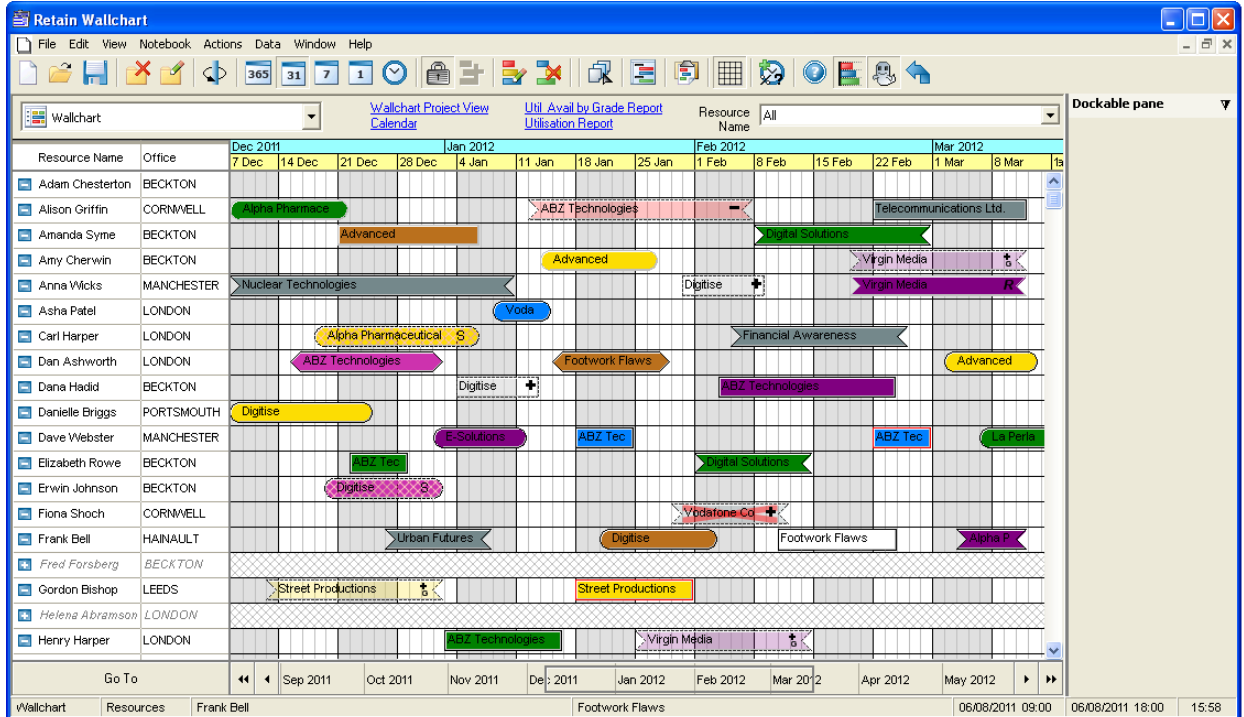 Retain Wallchart
File Edit View Notebook Actions Data Window Help
365 31 7 1
Wallchart
Wallchart Project View
Calendar
Util Avail by Grade Report
Utilisation Report
Resource Name
All
Dockable pane
Resource Name Office
Dec 2011 Jan 2012 Feb 2012 Mar 2012
7 Dec 14 Dec 21 Dec 28 Dec 4 Jan 11 Jan 18 Jan 25 Jan 1 Feb 8 Feb 15 Feb 22 Feb 1 Mar 8 Mar
Adam Chesterton BECKTON
Alison Griffin CORNWELL Alpha Pharmace ABZ Technologies Telecommunications Ltd.
Amanda Syme BECKTON Advanced Digital Solutions
Amy Cherwin BECKTON Advanced Virgin Media G
Anna Wicks MANCHESTER Nuclear Technologies Digitise Virgin Media R
Asha Patel LONDON Voda
Carl Harper LONDON Alpha Pharmaceutical S Financial Awareness
Dan Ashworth LONDON ABZ Technologies Footwork Flaws Advanced
Dana Hadid BECKTON Digitise ABZ Technologies
Danielle Briggs PORTSMOUTH Digitise
Dave Webster MANCHESTER E-Solutions ABZ Tec ABZ Tec La Perla
Elizabeth Rowe BECKTON ABZ Tec Digital Solutions
Erwin Johnson BECKTON Digitise S
Fiona Shoch CORNWELL Vodafone Co
Frank Bell HAINAULT Urban Futures Digitise Footwork Flaws Alpha P
Fred Forsberg BECKTON
Gordon Bishop LEEDS Street Productions G Street Productions
Helena Abramson LONDON
Henry Harper LONDON ABZ Technologies Virgin Media G
Go To Sep 2011 Oct 2011 Nov 2011 Dec 2011 Jan 2012 Feb 2012 Mar 2012 Apr 2012 May 2012
Wallchart Resources Frank Bell Footwork Flaws 06/08/2011 09:00 06/08/2011 18:00 15:58